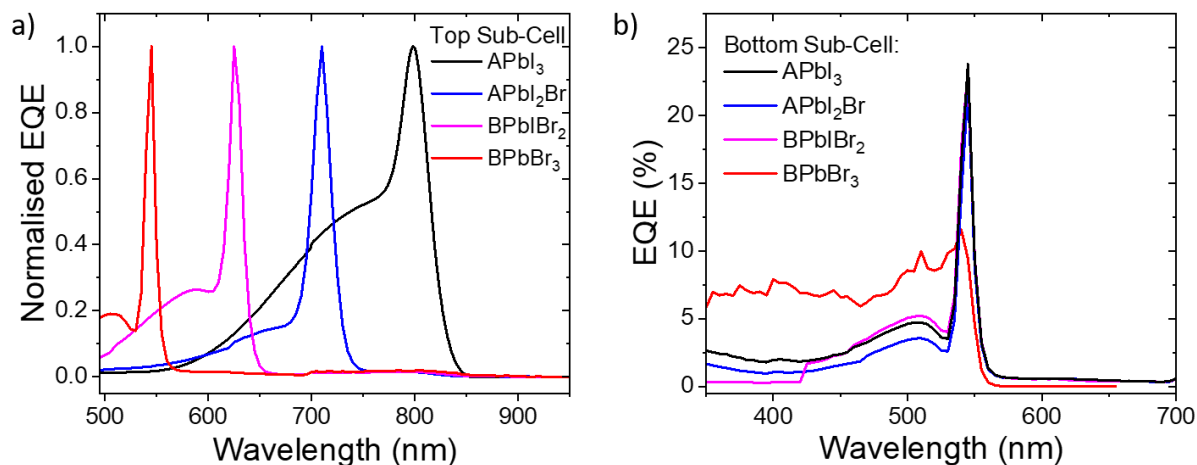 a)
Normalised EQE
1.0
0.8
0.6
0.4
0.2
0.0
500 600 700 800 900
Wavelength (nm)
Top Sub-Cell
APbI₃
APbI₂Br
BPbIBr₂
BPbBr₃
b)
EQE (%)
25
20
15
10
5
0
400 500 600 700
Wavelength (nm)
Bottom Sub-Cell:
APbI₃
APbI₂Br
BPbIBr₂
BPbBr₃